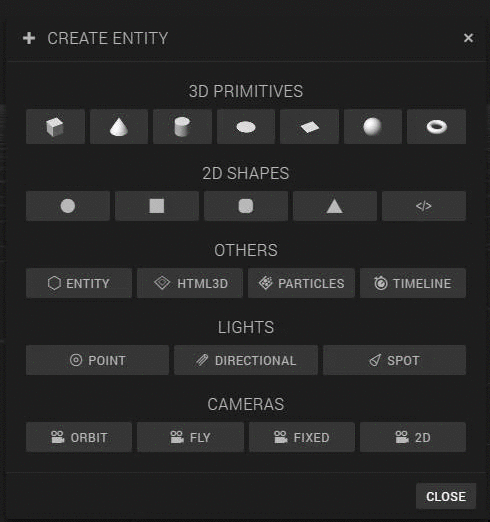 CREATE ENTITY
3D PRIMITIVES
2D SHAPES
</>
OTHERS
ENTITY HTML3D PARTICLES TIMELINE
LIGHTS
POINT DIRECTIONAL SPOT
CAMERAS
ORBIT FLY FIXED 2D
CLOSE